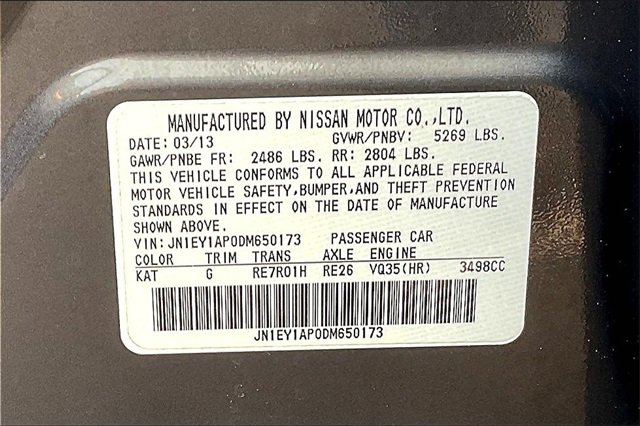 MANUFACTURED BY NISSAN MOTOR CO.,LTD.
DATE: 03/13 GVWR/PNBV: 5269 LBS.
GAWR/PNBE FR: 2486 LBS. RR: 2804 LBS.
THIS VEHICLE CONFORMS TO ALL APPLICABLE FEDERAL
MOTOR VEHICLE SAFETY,BUMPER,AND THEFT PREVENTION
STANDARDS IN EFFECT ON THE DATE OF MANUFACTURE
SHOWN ABOVE.
VIN: JN1EY1AP0DM650173 PASSENGER CAR
COLOR TRIM TRANS AXLE ENGINE
KAT G RE7R01H RE26 VQ35(HR) 3498CC
JN1EY1AP0DM650173